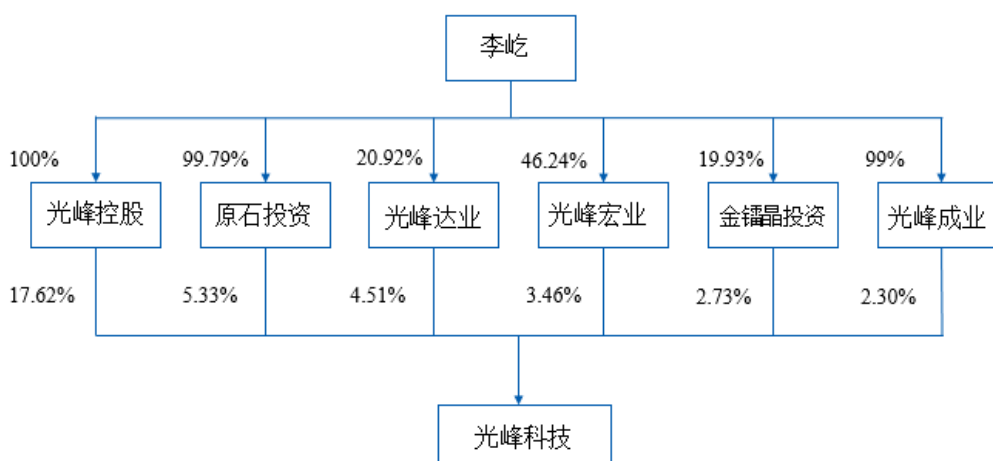 李屹
100%
99.79%
20.92%
46.24%
19.93%
99%
光峰控股
原石投资
光峰达业
光峰宏业
金镭晶投资
光峰成业
17.62%
5.33%
4.51%
3.46%
2.73%
2.30%
光峰科技